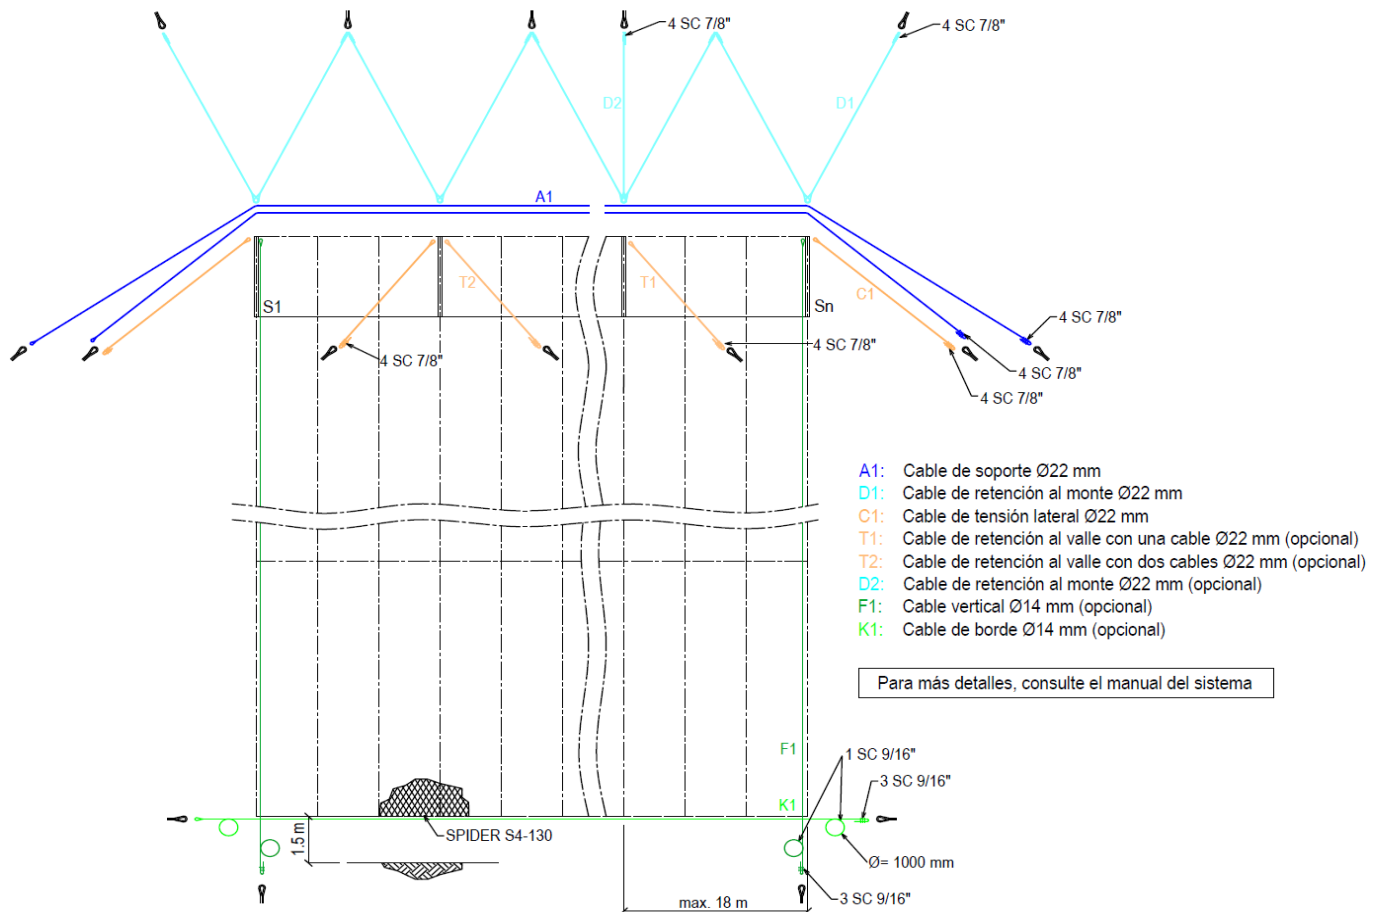 4 SC 7/8"
4 SC 7/8"
D2
D1
A1
T2
T1
C1
S1
Sn
4 SC 7/8"
4 SC 7/8"
4 SC 7/8"
4 SC 7/8"
4 SC 7/8"
A1: Cable de soporte Ø22 mm
D1: Cable de retención al monte Ø22 mm
C1: Cable de tensión lateral Ø22 mm
T1: Cable de retención al valle con una cable Ø22 mm (opcional)
T2: Cable de retención al valle con dos cables Ø22 mm (opcional)
D2: Cable de retención al monte Ø22 mm (opcional)
F1: Cable vertical Ø14 mm (opcional)
K1: Cable de borde Ø14 mm (opcional)
Para más detalles, consulte el manual del sistema
F1
1 SC 9/16"
3 SC 9/16"
K1
1.5 m
SPIDER S4-130
Ø= 1000 mm
3 SC 9/16"
max. 18 m